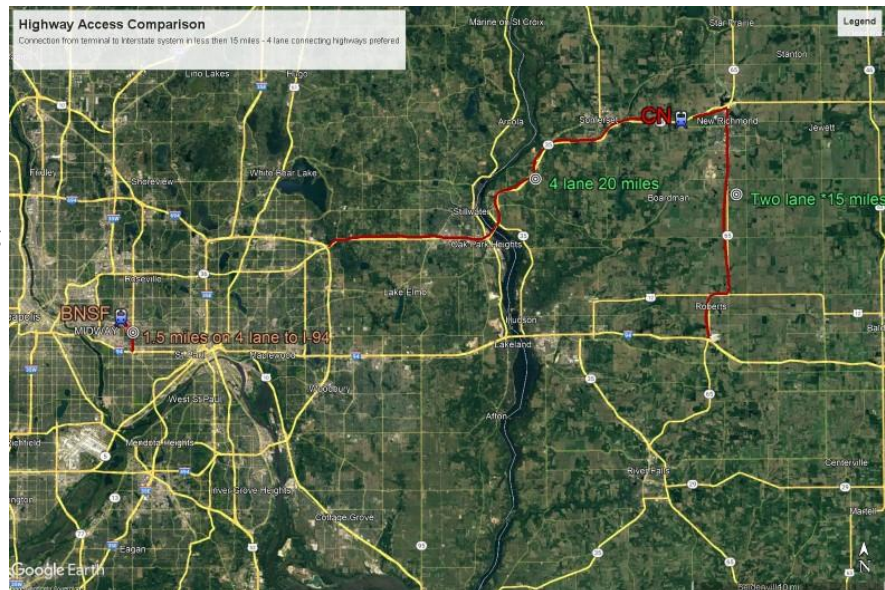 Highway Access Comparison
Connection from terminal to Interstate system in less then 15 miles - 4 lane connecting highways prefered
Legend
Marine on St Croix
Star Prairie
Stanton
Lino Lakes
Hugo
Arcola
Somerset
CN
New Richmond
Jewett
Fridley
Shoreview
White Bear Lake
4 lane 20 miles
Boardman
Two lane *15 miles
Stillwater
Oak Park Heights
Roseville
Lake Elmo
Roberts
BNSF
MIDWAY
1.5 miles on 4 lane to I-94
Hudson
Lakeland
St Paul
Maplewood
Woodbury
West St Paul
Afton
Mendota Heights
River Falls
Centerville
Inver Grove Heights
Cottage Grove
Martell
Eagan
Google Earth
N